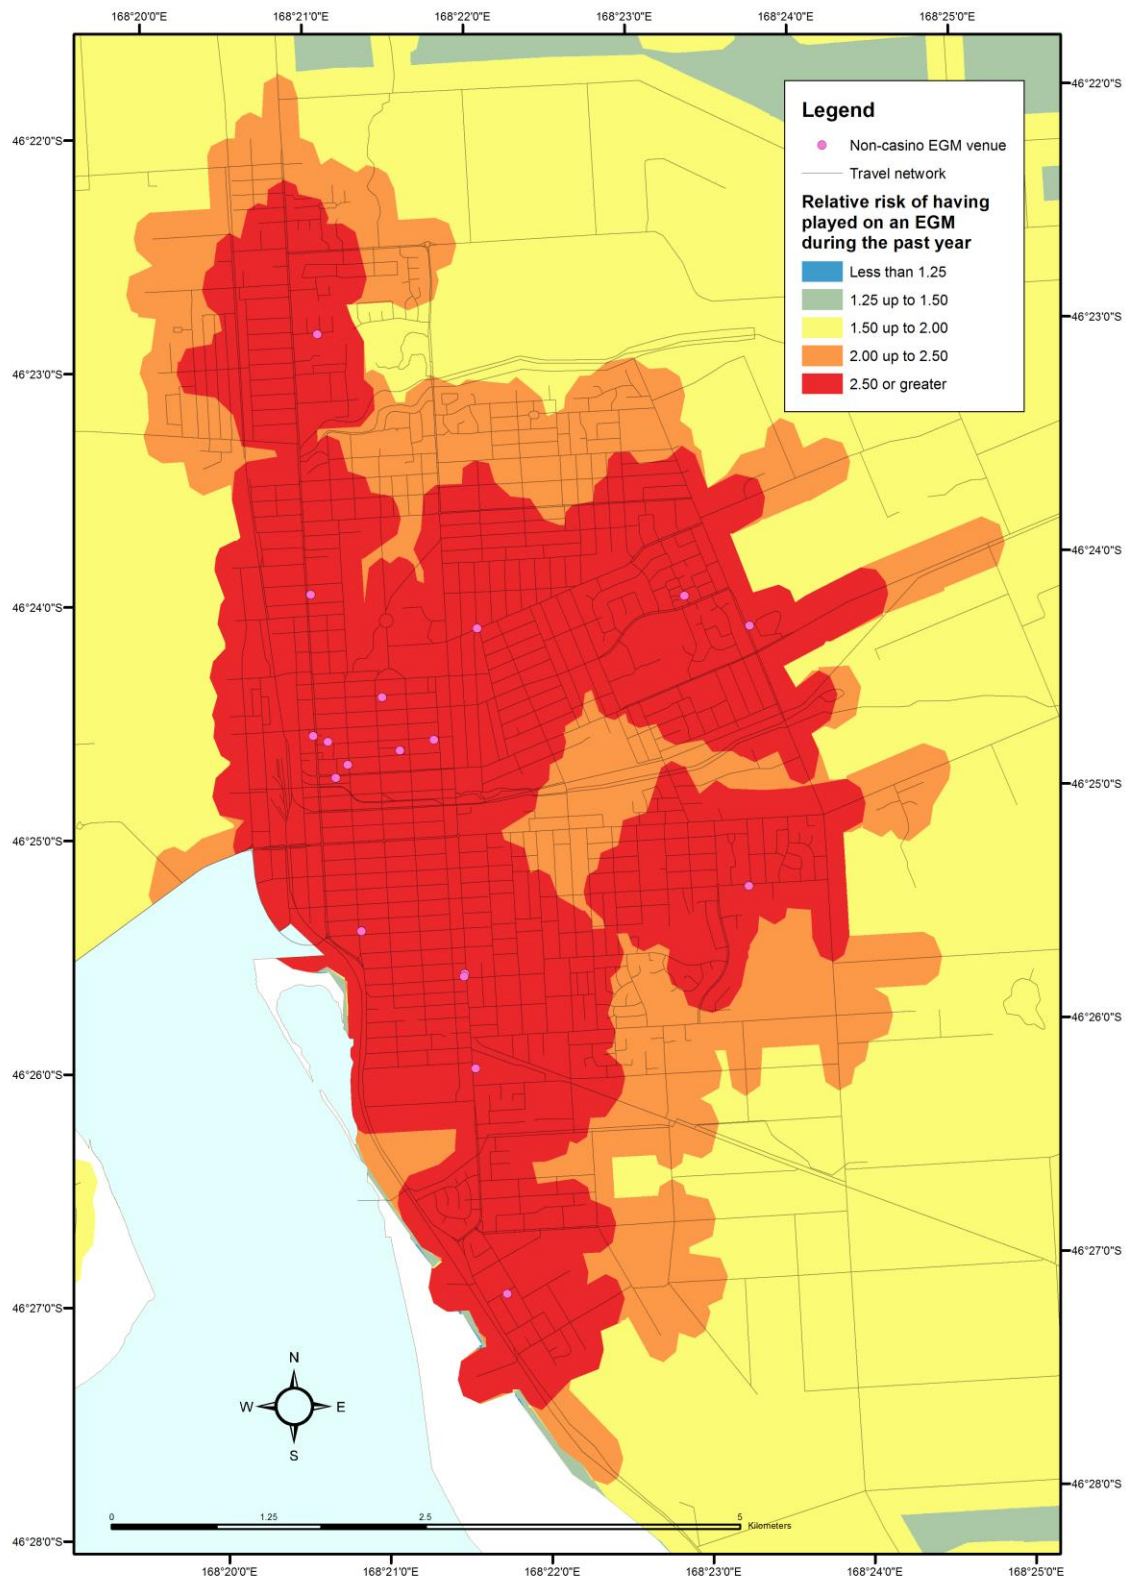 168°20'0"E 168°21'0"E 168°22'0"E 168°23'0"E 168°24'0"E 168°25'0"E
46°22'0"S
46°22'0"S
Legend
Non-casino EGM venue
Travel network
Relative risk of having
played on an EGM
during the past year
Less than 1.25
1.25 up to 1.50
1.50 up to 2.00
2.00 up to 2.50
2.50 or greater
46°23'0"S
46°23'0"S
46°24'0"S
46°24'0"S
46°25'0"S
46°25'0"S
46°26'0"S
46°26'0"S
46°27'0"S
46°27'0"S
N
W E
S
46°28'0"S
0 1.25 2.5 5 Kilometers
46°28'0"S
168°20'0"E 168°21'0"E 168°22'0"E 168°23'0"E 168°24'0"E 168°25'0"E